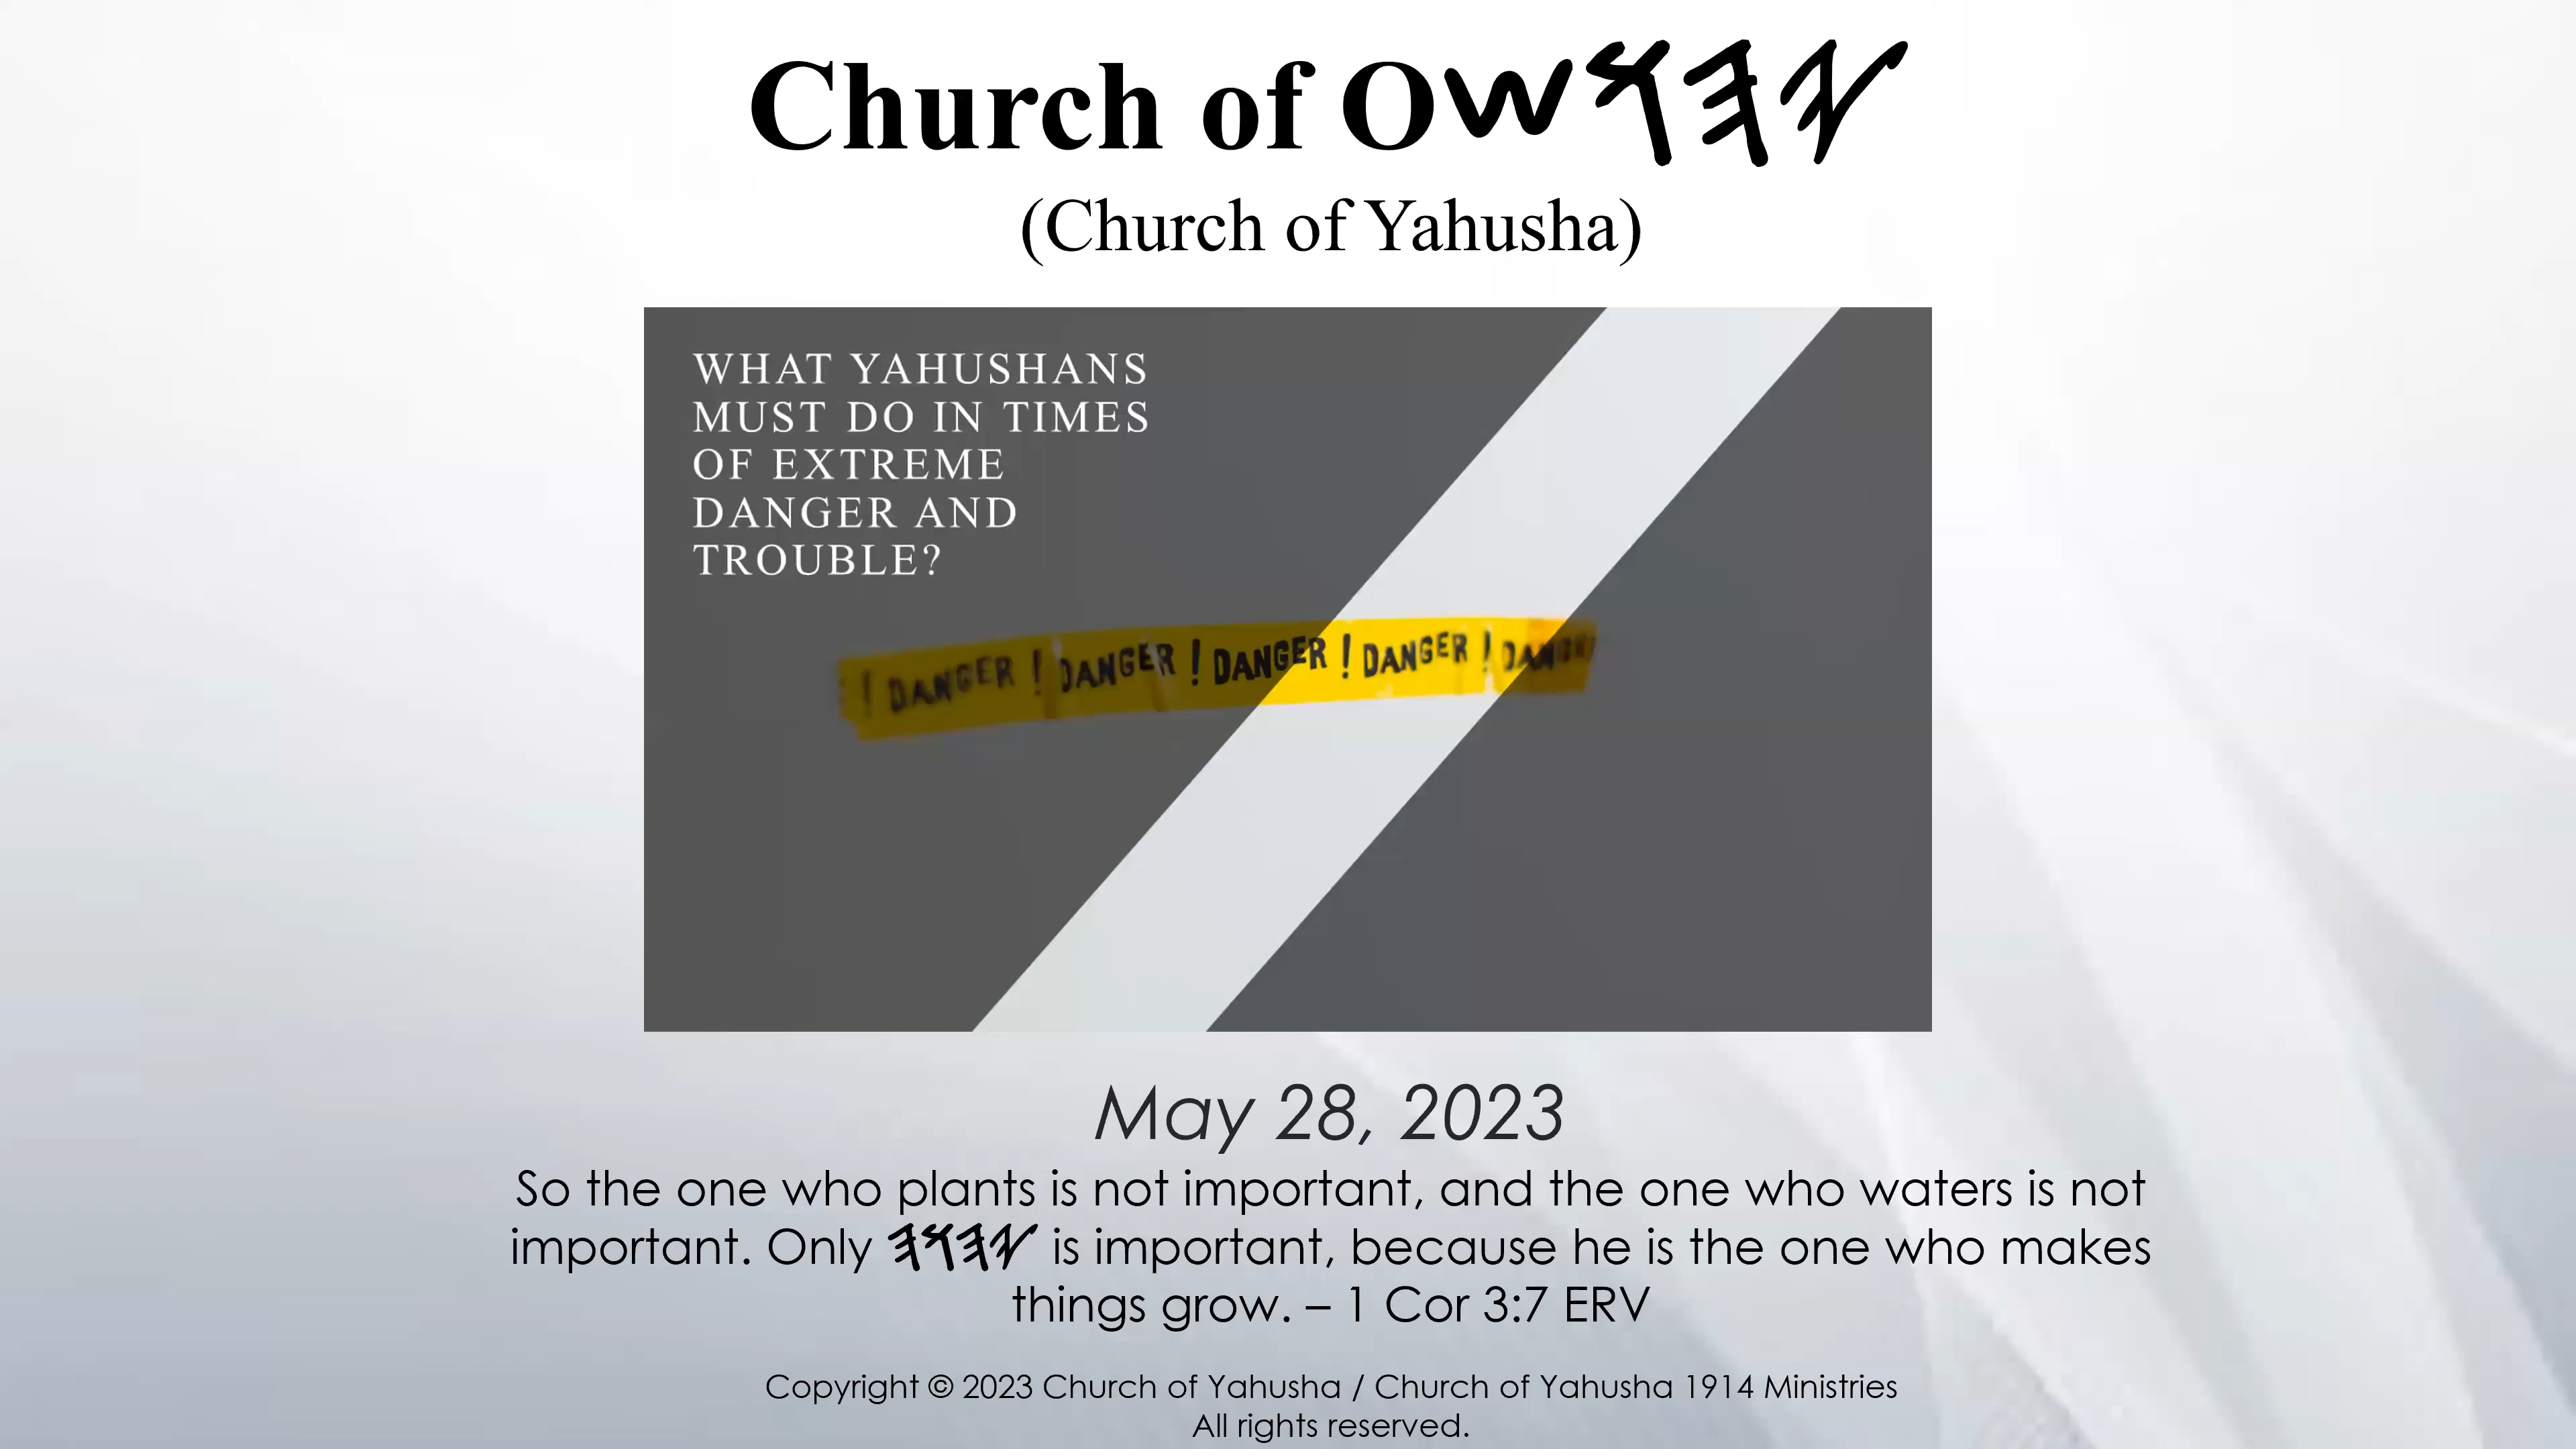 Church of 𐤉𐤄𐤅𐤔𐤏
(Church of Yahusha)
WHAT YAHUSHANS
MUST DO IN TIMES
OF EXTREME
DANGER AND
TROUBLE?
! DANGER ! DANGER ! DANGER ! DANGER ! DANGER
May 28, 2023
So the one who plants is not important, and the one who waters is not
important. Only 𐤉𐤄𐤅𐤄 is important, because he is the one who makes
things grow. – 1 Cor 3:7 ERV
Copyright © 2023 Church of Yahusha / Church of Yahusha 1914 Ministries
All rights reserved.